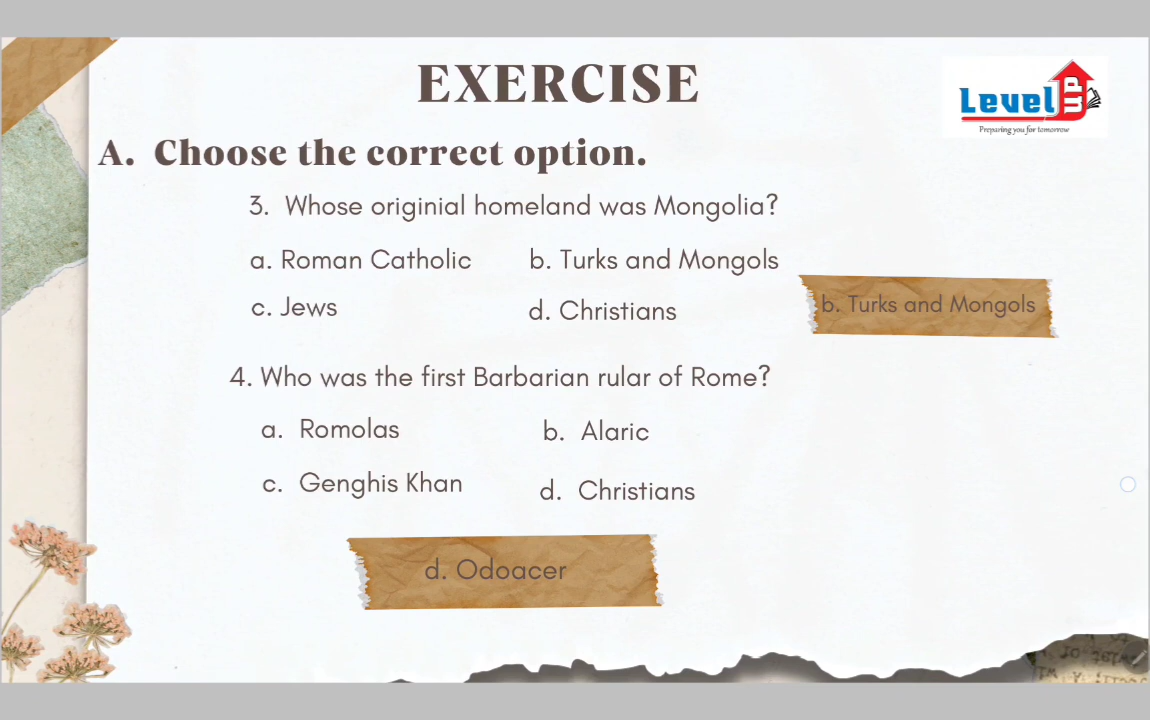 EXERCISE
Level UP
Preparing you for tomorrow
A. Choose the correct option.
3. Whose originial homeland was Mongolia?
a. Roman Catholic b. Turks and Mongols
c. Jews d. Christians
b. Turks and Mongols
4. Who was the first Barbarian rular of Rome?
a. Romolas b. Alaric
c. Genghis Khan d. Christians
d. Odoacer